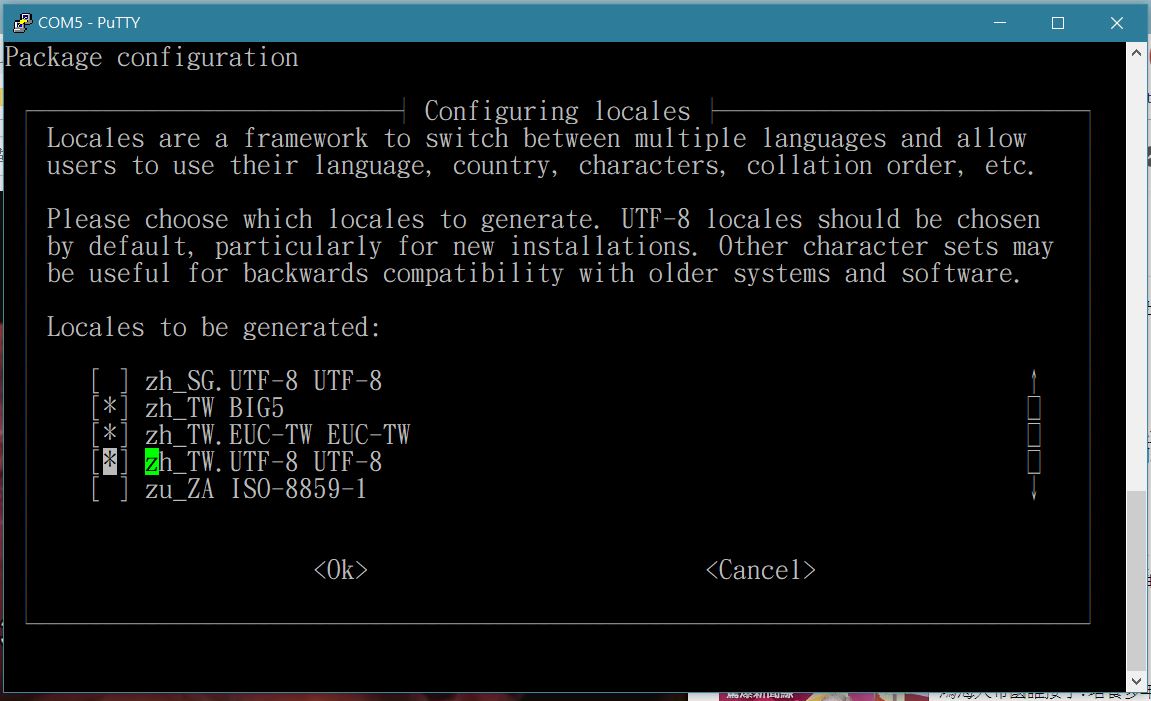 COM5 - PuTTY
Package configuration
Configuring locales
Locales are a framework to switch between multiple languages and allow
users to use their language, country, characters, collation order, etc.
Please choose which locales to generate. UTF-8 locales should be chosen
by default, particularly for new installations. Other character sets may
be useful for backwards compatibility with older systems and software.
Locales to be generated:
[ ] zh_SG.UTF-8 UTF-8
[*] zh_TW BIG5
[*] zh_TW.EUC-TW EUC-TW
[*] zh_TW.UTF-8 UTF-8
[ ] zu_ZA ISO-8859-1
<Ok> <Cancel>